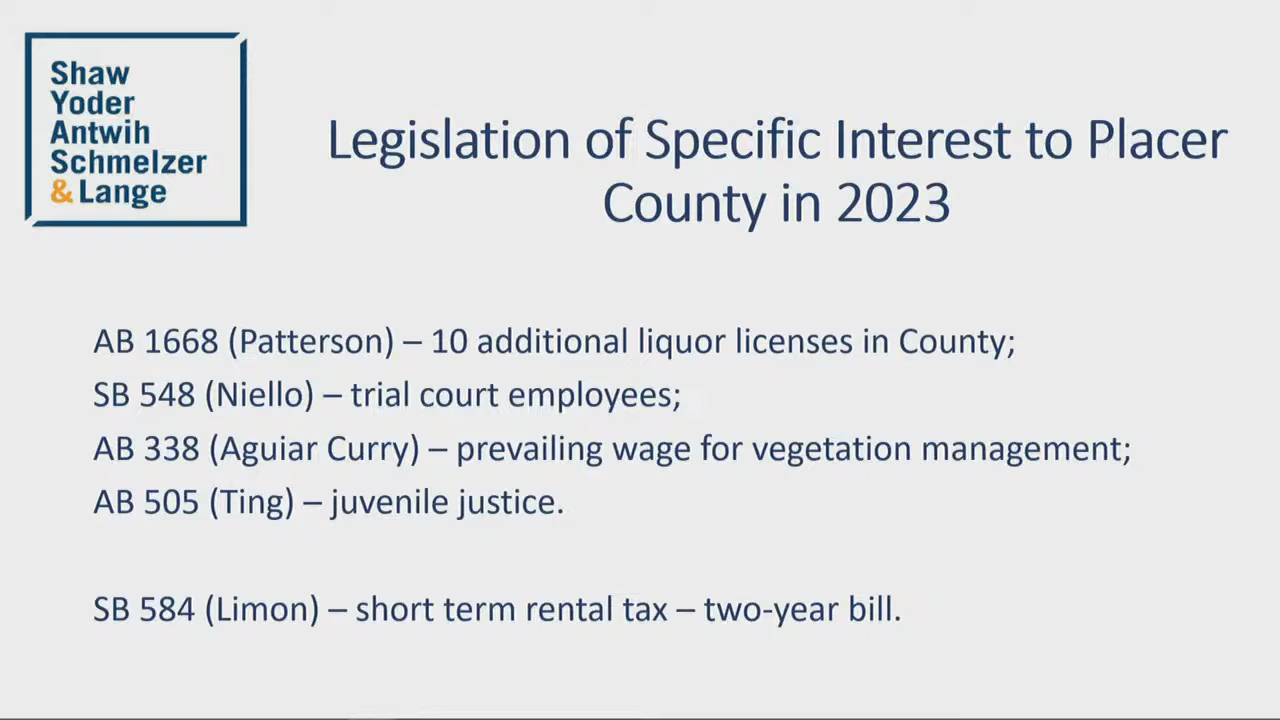 Shaw
Yoder
Antwih
Schmelzer
& Lange
Legislation of Specific Interest to Placer
County in 2023
AB 1668 (Patterson) – 10 additional liquor licenses in County;
SB 548 (Niello) – trial court employees;
AB 338 (Aguiar Curry) – prevailing wage for vegetation management;
AB 505 (Ting) – juvenile justice.
SB 584 (Limon) – short term rental tax – two-year bill.